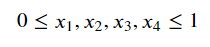 0 ≤ x₁, x₂, x₃, x₄ ≤ 1